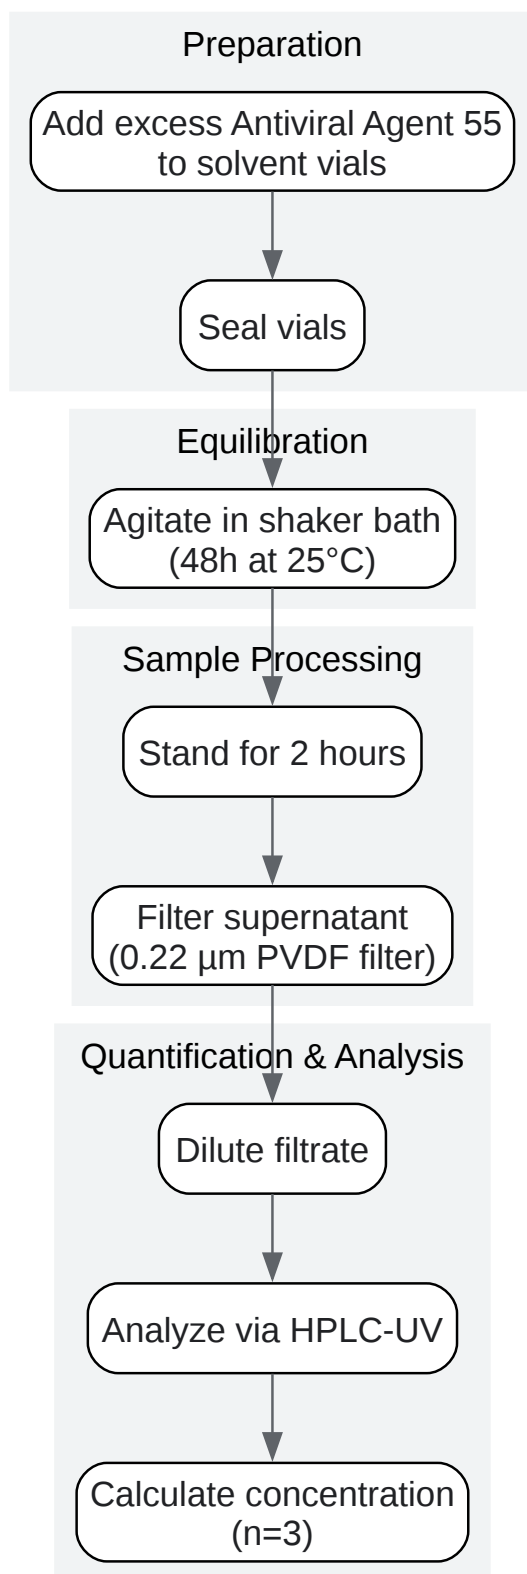 Preparation
Add excess Antiviral Agent 55
to solvent vials
Seal vials
Equilibration
Agitate in shaker bath
(48h at 25°C)
Sample Processing
Stand for 2 hours
Filter supernatant
(0.22 µm PVDF filter)
Quantification & Analysis
Dilute filtrate
Analyze via HPLC-UV
Calculate concentration
(n=3)